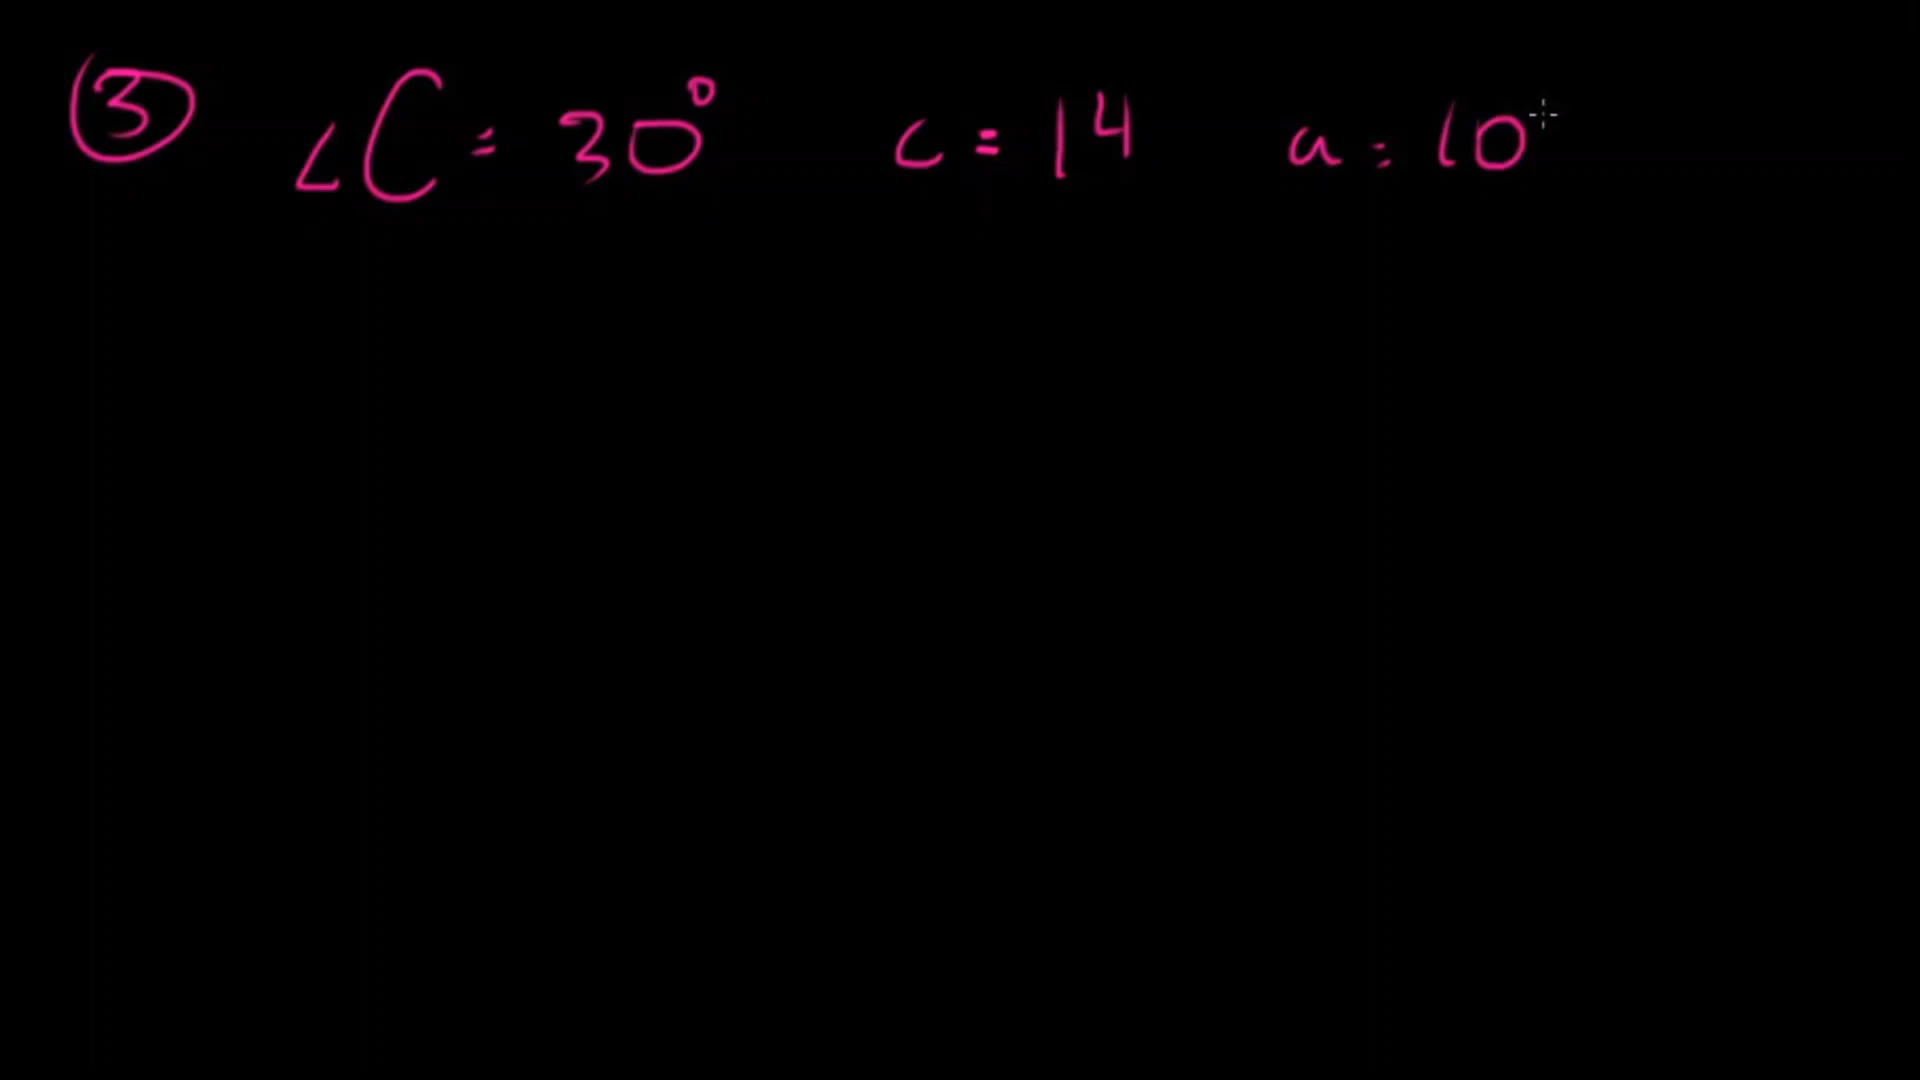 ③ ∠C = 30° c = 14 a = 10